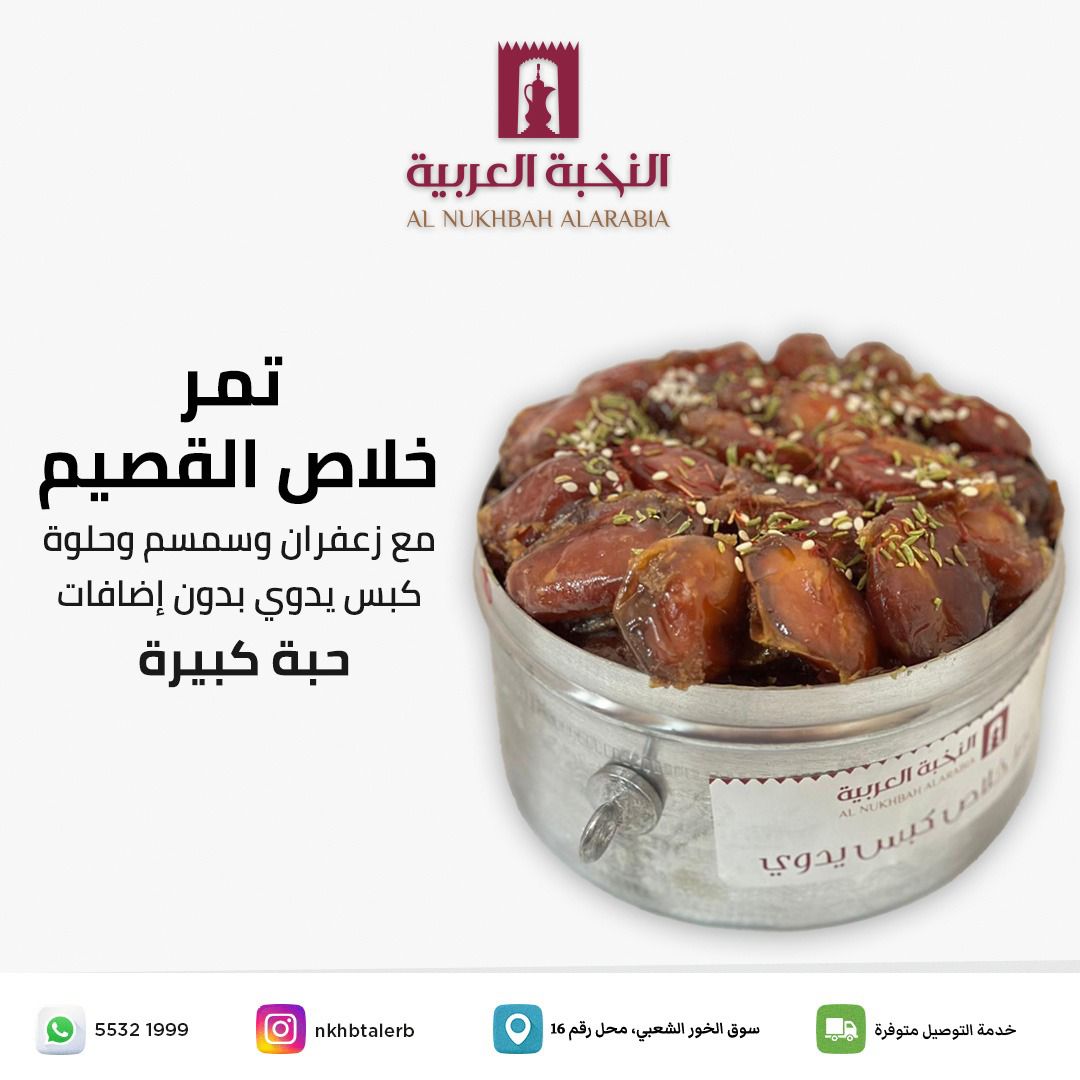 النخبة العربية
AL NUKHBAH ALARABIA
تمر
خلاص القصيم
مع زعفران وسمسم وحلوة
كبس يدوي بدون إضافات
حبة كبيرة
النخبة العربية
AL NUKHBAH ALARABIA
خلاص كبس يدوي
5532 1999
nkhbtalerb
سوق الخور الشعبي، محل رقم 16
خدمة التوصيل متوفرة